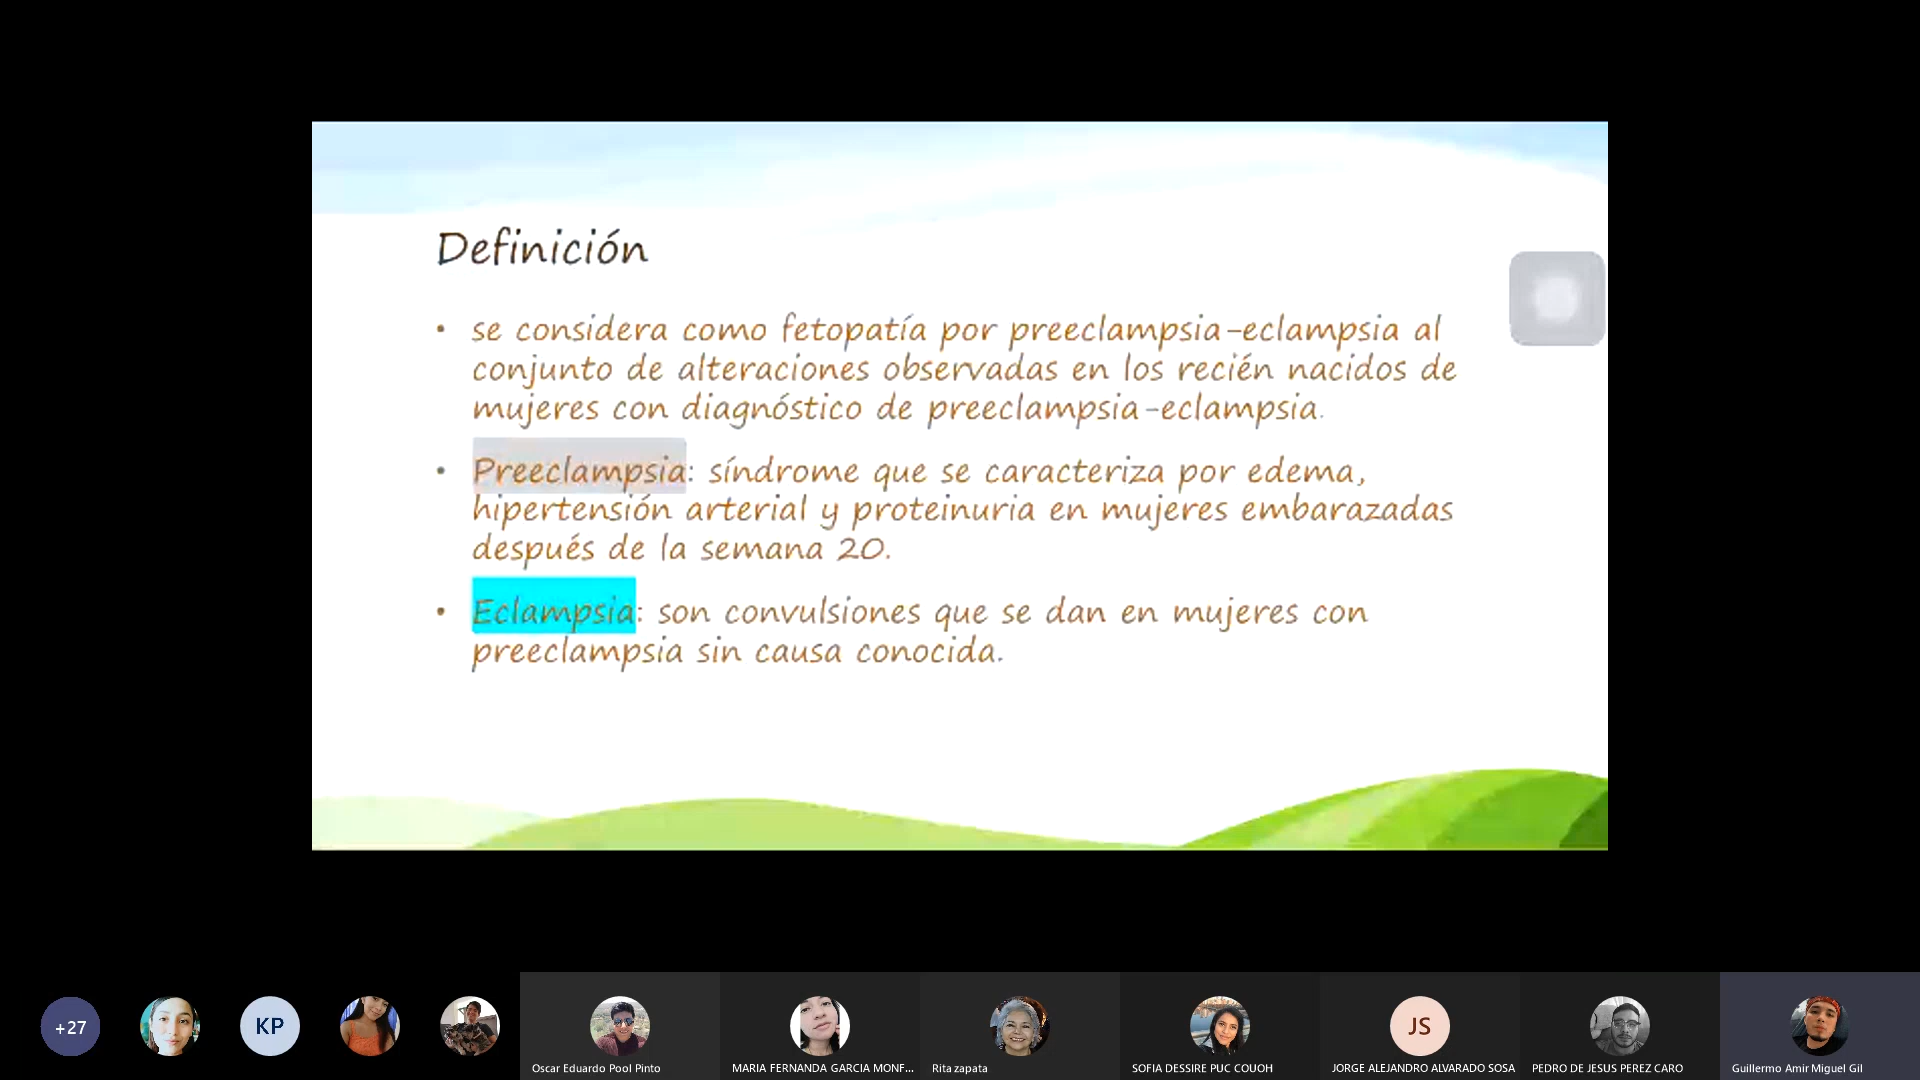 Definición
• se considera como fetopatía por preeclampsia-eclampsia al
conjunto de alteraciones observadas en los recién nacidos de
mujeres con diagnóstico de preeclampsia-eclampsia.
• Preeclampsia: síndrome que se caracteriza por edema,
hipertensión arterial y proteinuria en mujeres embarazadas
después de la semana 20.
• Eclampsia: son convulsiones que se dan en mujeres con
preeclampsia sin causa conocida.
+27
KP
JS
Oscar Eduardo Pool Pinto
MARIA FERNANDA GARCIA MONF...
Rita zapata
SOFIA DESSIRE PUC COUOH
JORGE ALEJANDRO ALVARADO SOSA
PEDRO DE JESUS PEREZ CARO
Guillermo Amir Miguel Gil